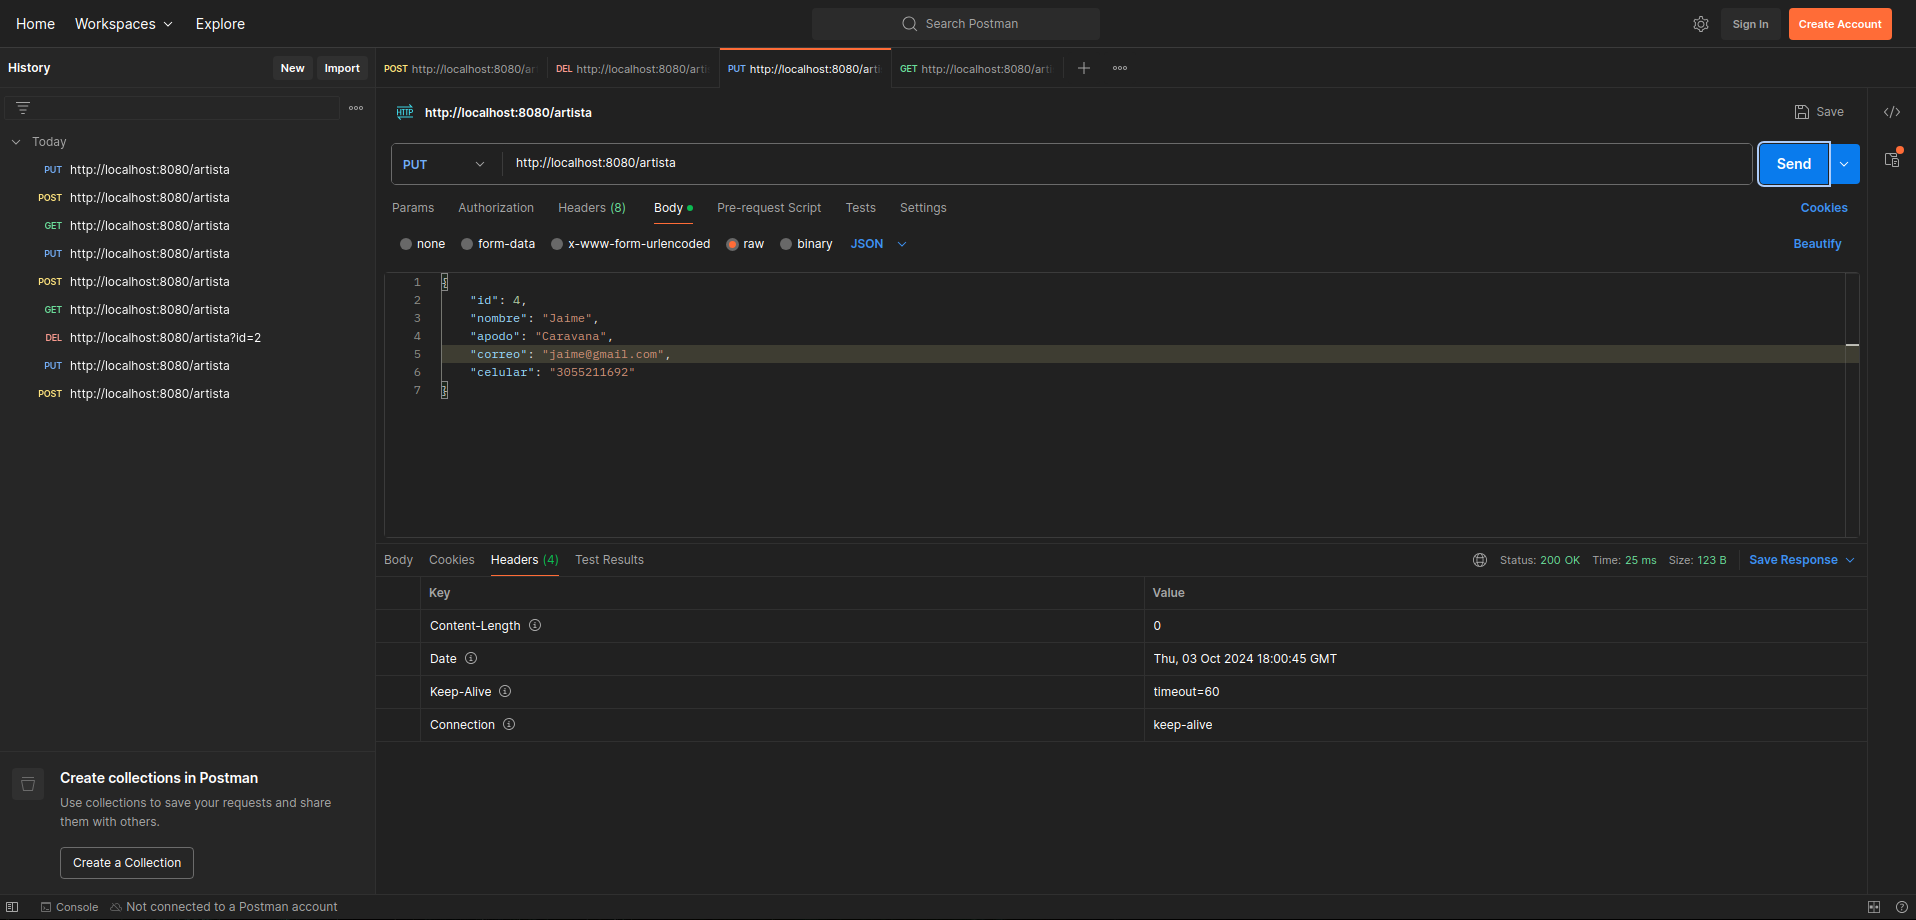 Home Workspaces Explore Search Postman Sign In Create Account
History New Import
POST http://localhost:8080/ar DEL http://localhost:8080/arti PUT http://localhost:8080/arti GET http://localhost:8080/arti
http://localhost:8080/artista Save
PUT http://localhost:8080/artista Send
Params Authorization Headers (8) Body Pre-request Script Tests Settings Cookies
none form-data x-www-form-urlencoded raw binary JSON Beautify
1 {
2 "id": 4,
3 "nombre": "Jaime",
4 "apodo": "Caravana",
5 "correo": "jaime@gmail.com",
6 "celular": "3055211692"
7 }
Today
PUT http://localhost:8080/artista
POST http://localhost:8080/artista
GET http://localhost:8080/artista
PUT http://localhost:8080/artista
POST http://localhost:8080/artista
GET http://localhost:8080/artista
DEL http://localhost:8080/artista?id=2
PUT http://localhost:8080/artista
POST http://localhost:8080/artista
Body Cookies Headers (4) Test Results Status: 200 OK Time: 25 ms Size: 123 B Save Response
Key Value
Content-Length 0
Date Thu, 03 Oct 2024 18:00:45 GMT
Keep-Alive timeout=60
Connection keep-alive
Create collections in Postman
Use collections to save your requests and share
them with others.
Create a Collection
Console Not connected to a Postman account